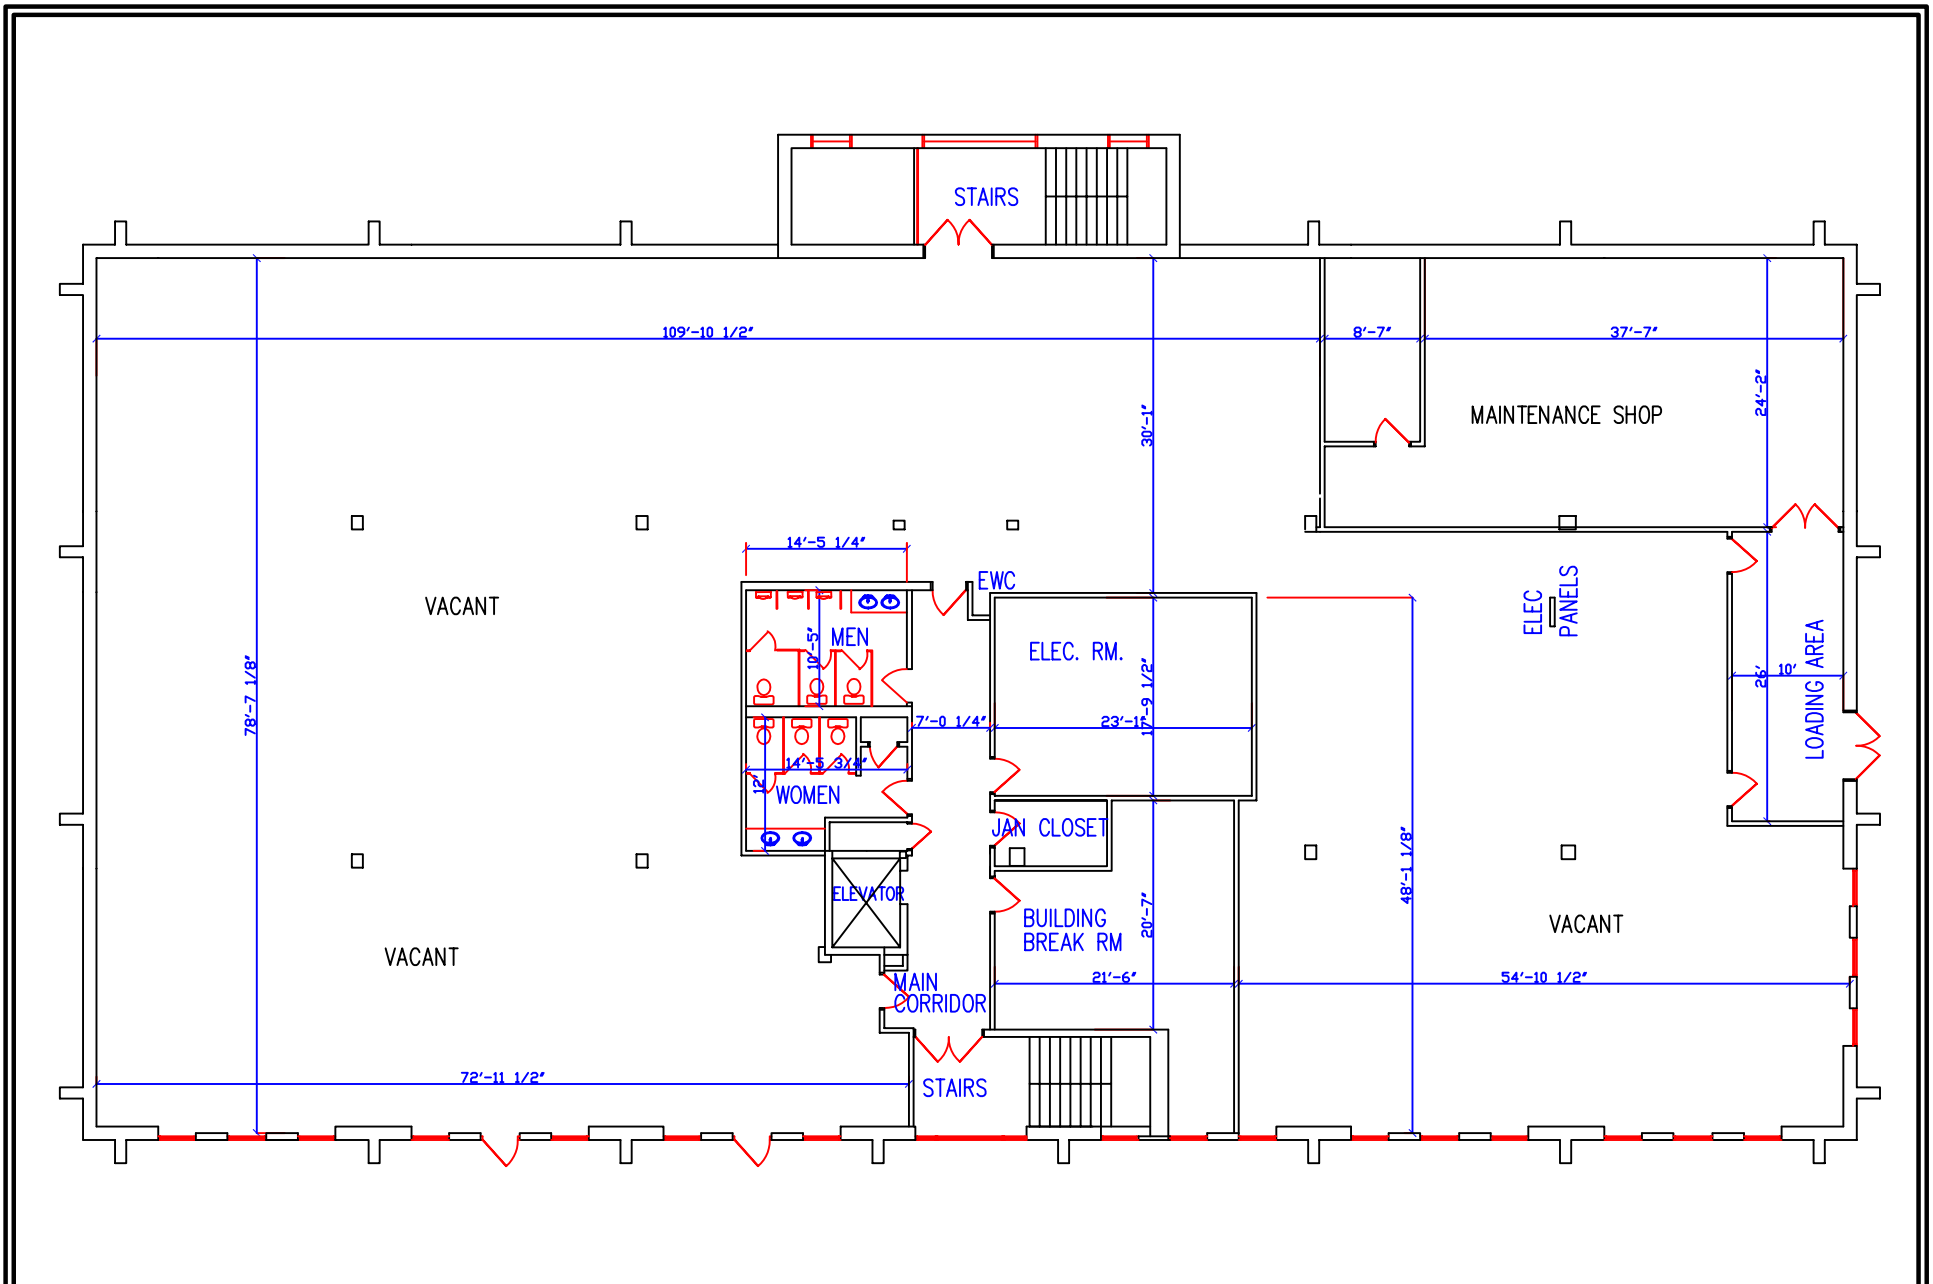 STAIRS
109'-10 1/2"
8'-7"
37'-7"
24'-2"
30'-1"
MAINTENANCE SHOP
14'-5 1/4"
EWC
VACANT
MEN
10'-5"
ELEC. RM.
ELEC
PANELS
LOADING AREA
10'
26'
78'-7 1/8"
7'-0 1/4"
23'-1"
17'-9 1/2"
14'-5 3/4"
12'
WOMEN
JAN CLOSET
48'-1 1/8"
ELEVATOR
BUILDING
BREAK RM
20'-7"
VACANT
VACANT
MAIN
CORRIDOR
21'-6"
54'-10 1/2"
72'-11 1/2"
STAIRS